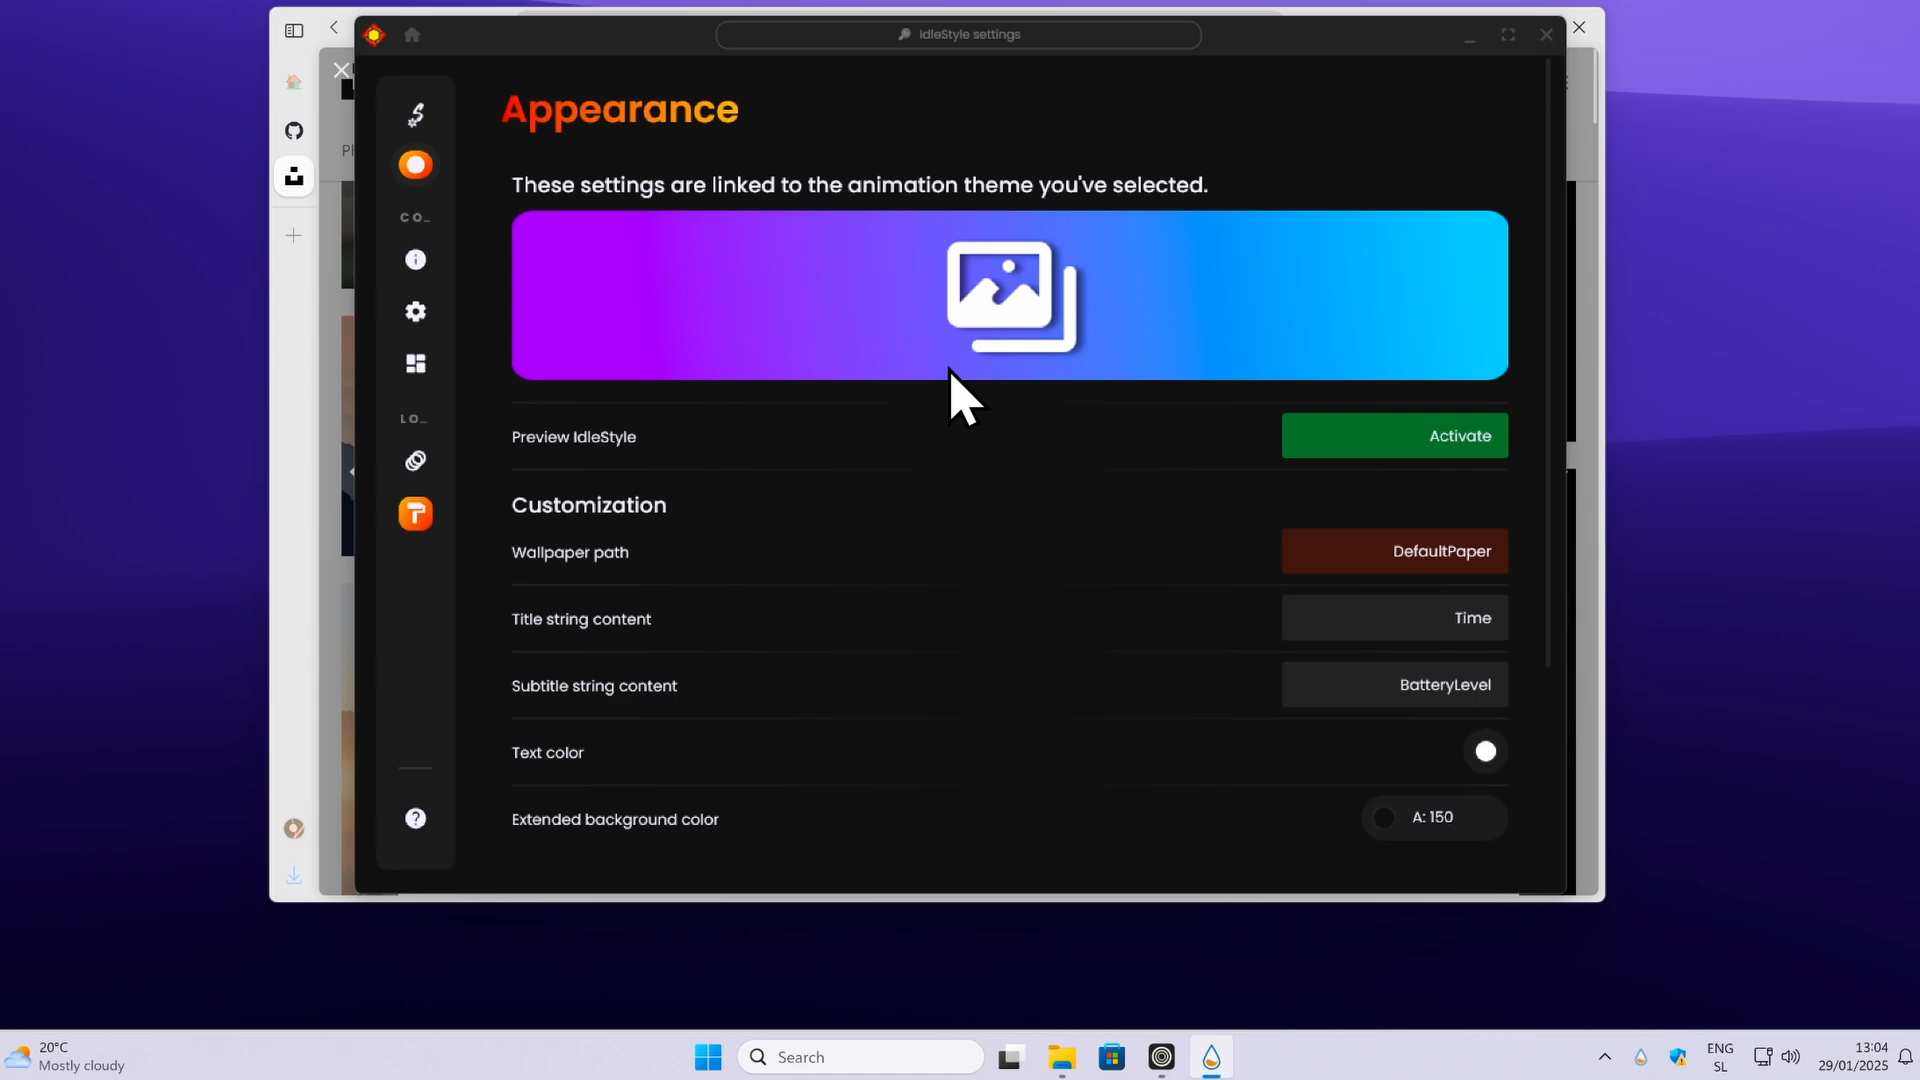 IdleStyle settings
Appearance
These settings are linked to the animation theme you've selected.
CO...
Preview IdleStyle
Activate
Customization
Wallpaper path
DefaultPaper
LO...
Title string content
Time
Subtitle string content
BatteryLevel
Text color
Extended background color
A: 150
20°C
Mostly cloudy
Search
ENG
SL
13:04
29/01/2025